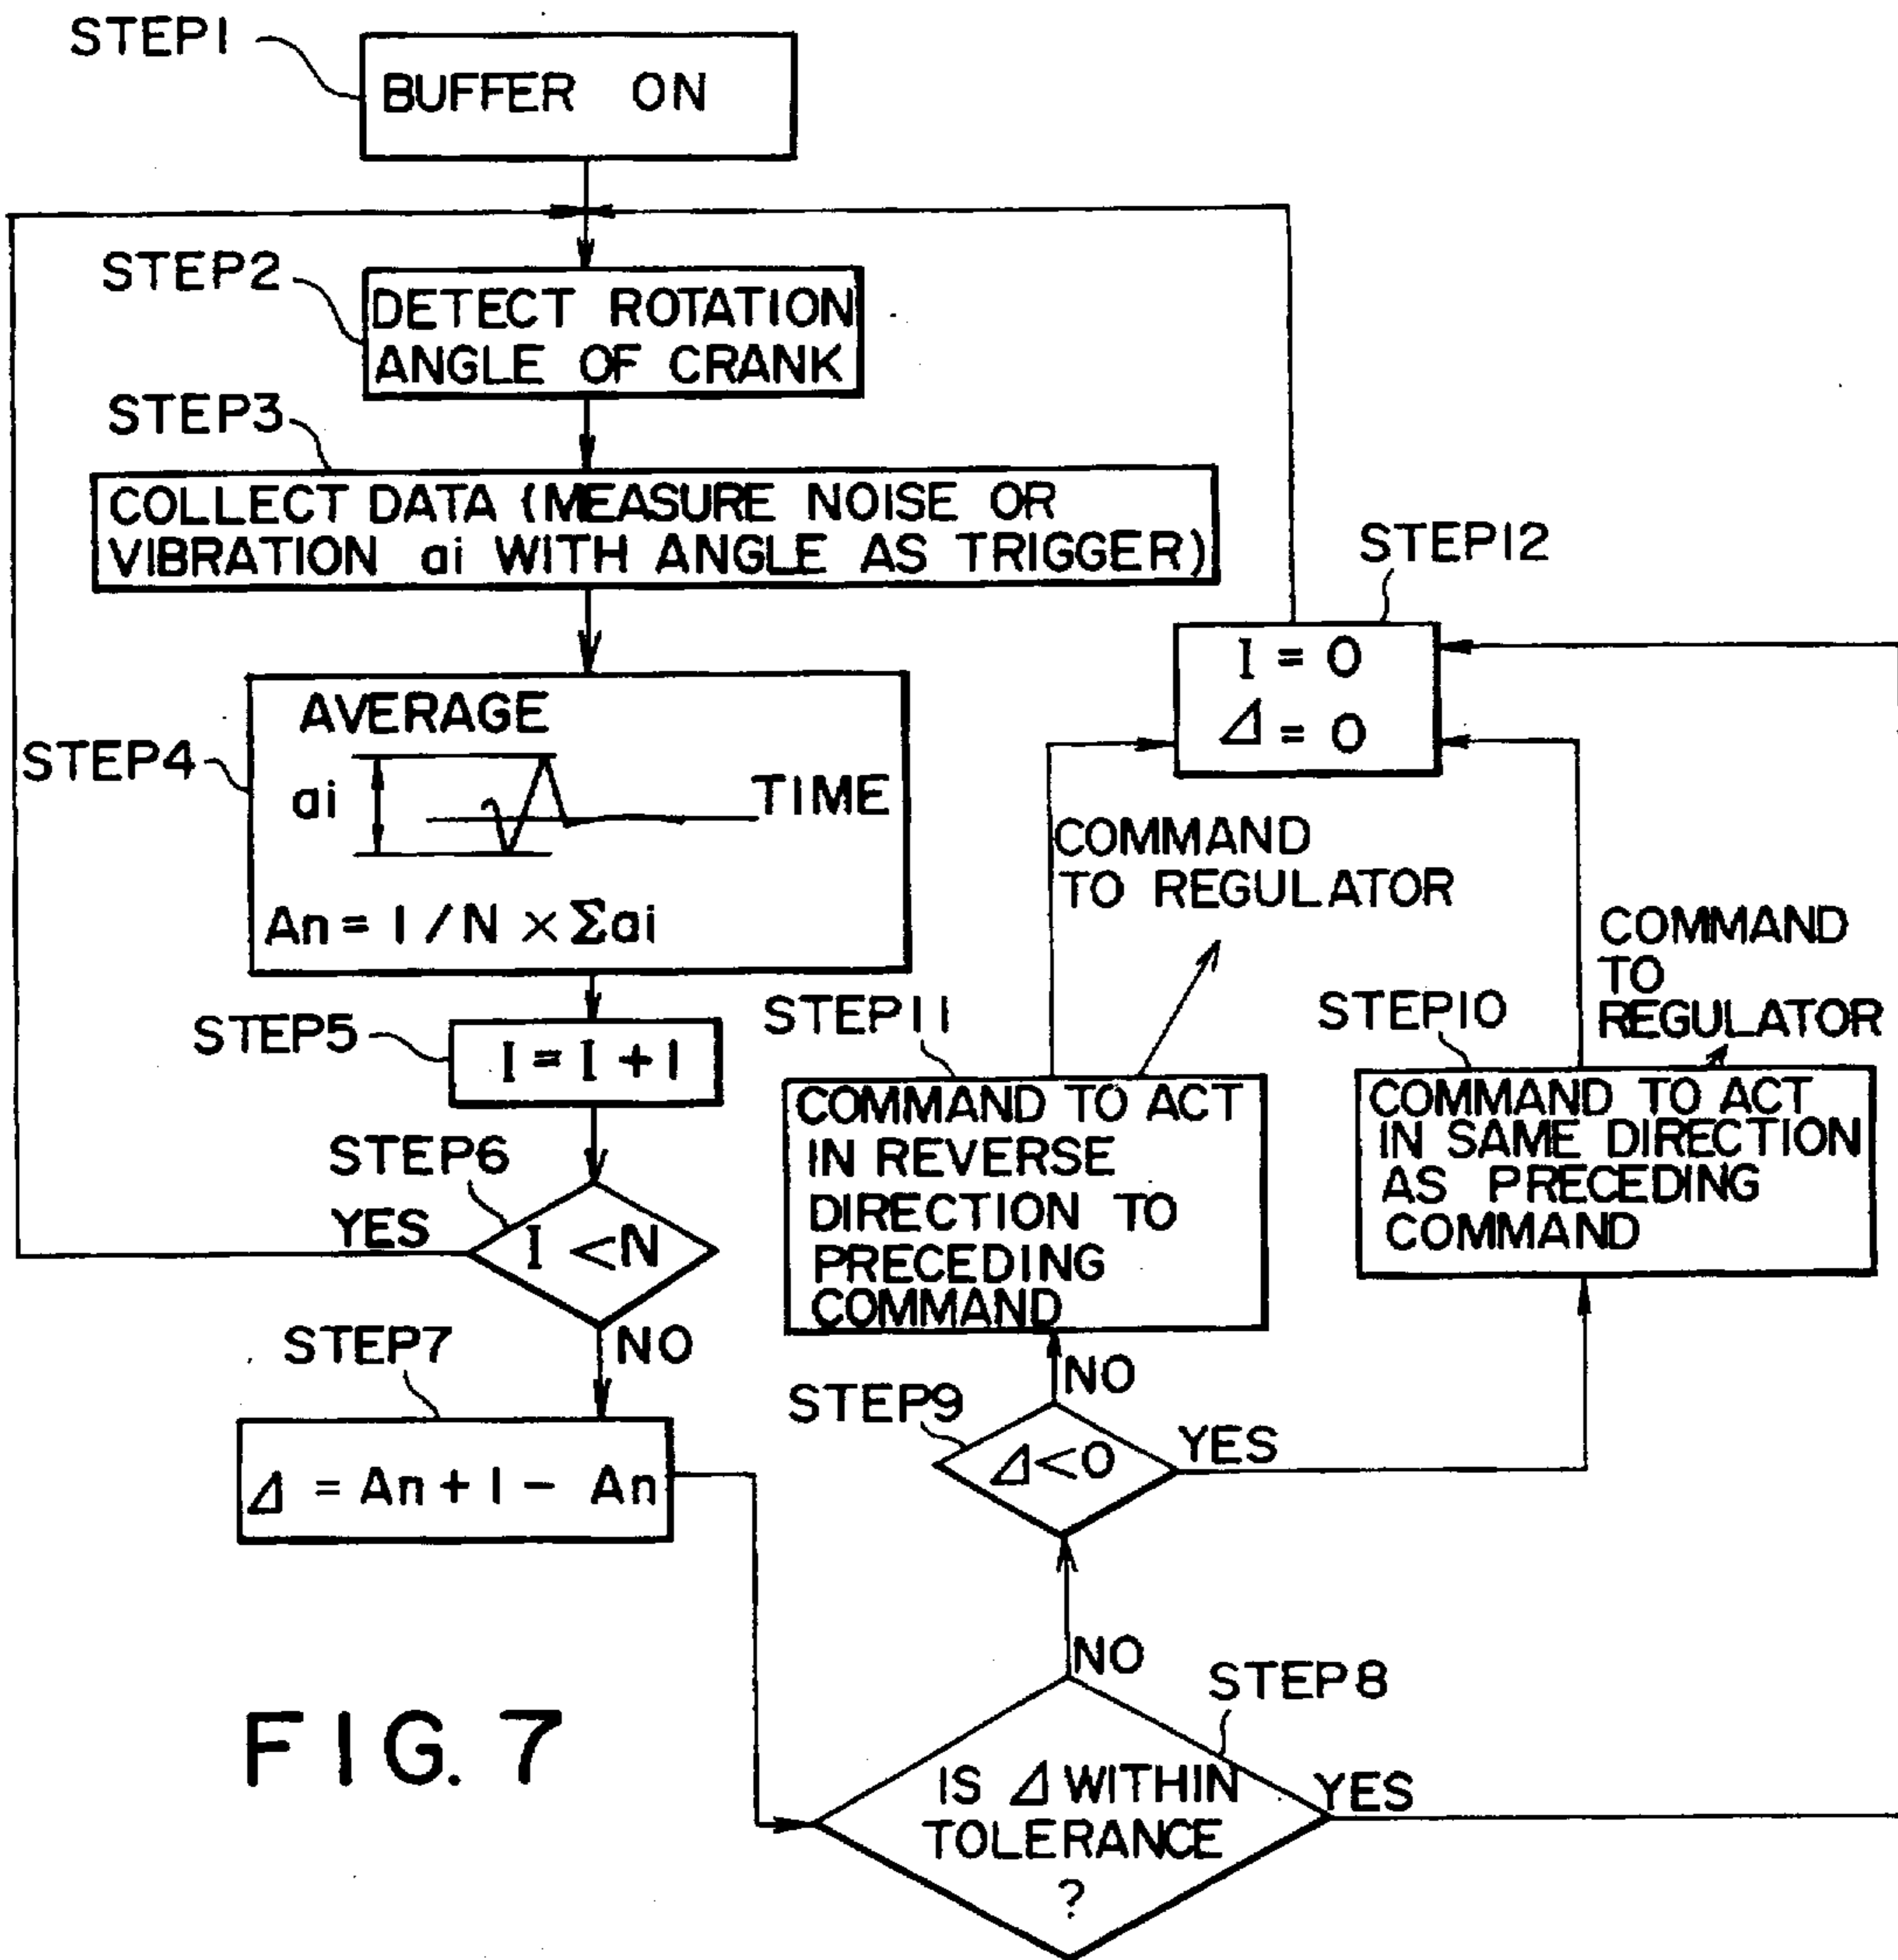 STEP1
BUFFER ON
STEP2
DETECT ROTATION
ANGLE OF CRANK
STEP3
COLLECT DATA (MEASURE NOISE OR
VIBRATION ai WITH ANGLE AS TRIGGER)
STEP4
AVERAGE
ai
TIME
An = 1/N × Σai
STEP5
I = I + 1
STEP6
I < N
YES
NO
STEP7
Δ = An + 1 - An
STEP8
IS Δ WITHIN
TOLERANCE
?
YES
NO
STEP9
Δ < 0
YES
NO
STEP10
COMMAND TO ACT
IN SAME DIRECTION
AS PRECEDING
COMMAND
COMMAND
TO
REGULATOR
STEP11
COMMAND TO ACT
IN REVERSE
DIRECTION TO
PRECEDING
COMMAND
COMMAND
TO REGULATOR
STEP12
I = 0
Δ = 0
FIG. 7